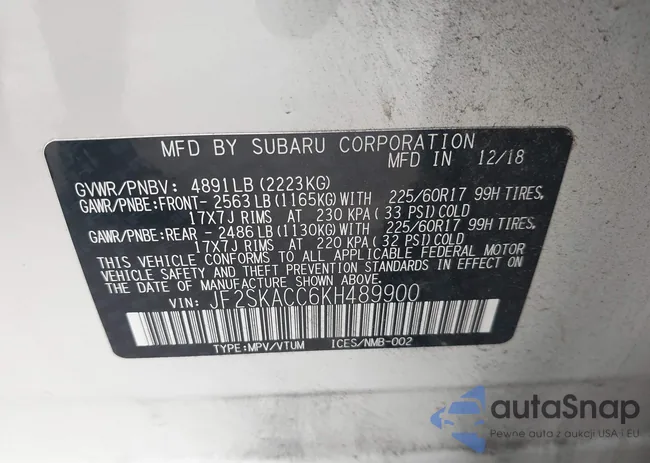 MFD BY SUBARU CORPORATION
MFD IN 12/18
GVWR/PNBV: 4891LB(2223KG)
GAWR/PNBE:FRONT- 2563LB(1165KG)WITH 225/60R17 99H TIRES,
17X7J RIMS AT 230 KPA(33 PSI)COLD
GAWR/PNBE:REAR - 2486LB(1130KG)WITH 225/60R17 99H TIRES,
17X7J RIMS AT 220 KPA(32 PSI)COLD
THIS VEHICLE CONFORMS TO ALL APPLICABLE FEDERAL MOTOR
VEHICLE SAFETY AND THEFT PREVENTION STANDARDS IN EFFECT ON
THE DATE OF MANUFACTURE SHOWN ABOVE.
VIN: JF2SKACC6KH489900
TYPE:MPV/VTUM ICES/NMB-002
autoSnap
Pewne auta z aukcji USA i EU